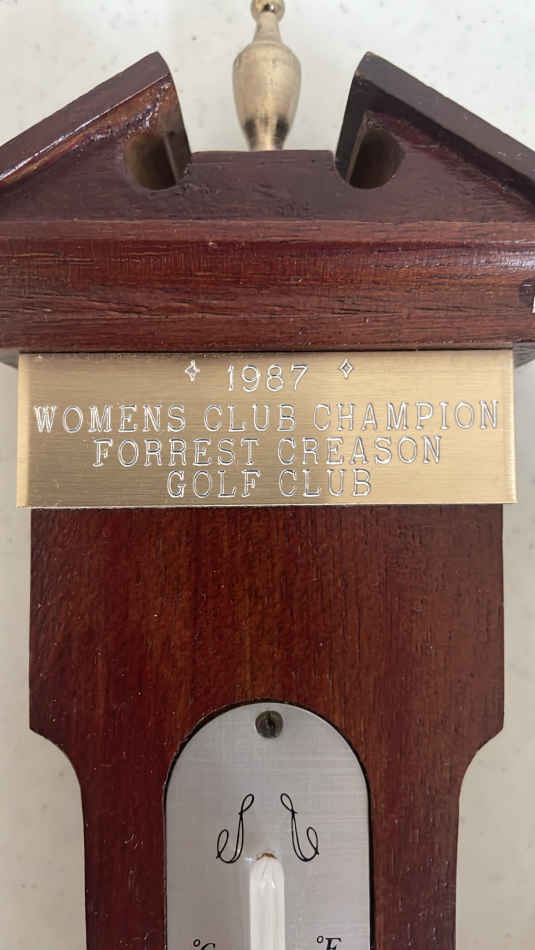 1987
WOMENS CLUB CHAMPION
FORREST CREASON
GOLF CLUB
°C °F